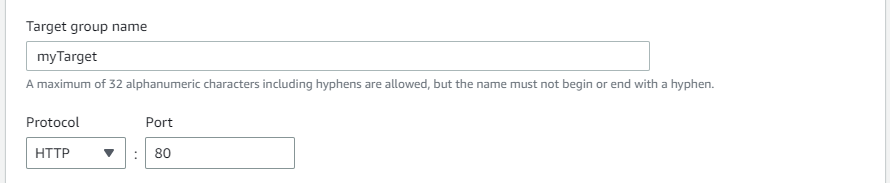 Target group name
myTarget
A maximum of 32 alphanumeric characters including hyphens are allowed, but the name must not begin or end with a hyphen.
Protocol Port
HTTP : 80